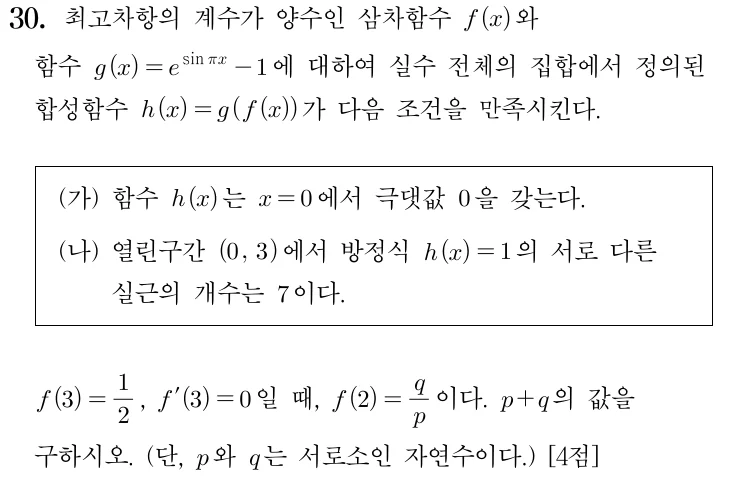 30. 최고차항의 계수가 양수인 삼차함수 f(x)와
함수 g(x)=e^{sin πx}−1에 대하여 실수 전체의 집합에서 정의된
합성함수 h(x)=g(f(x))가 다음 조건을 만족시킨다.
(가) 함수 h(x)는 x=0에서 극댓값 0을 갖는다.
(나) 열린구간 (0, 3)에서 방정식 h(x)=1의 서로 다른
실근의 개수는 7이다.
f(3)=1/2, f′(3)=0일 때, f(2)=q/p이다. p+q의 값을
구하시오. (단, p와 q는 서로소인 자연수이다.) [4점]